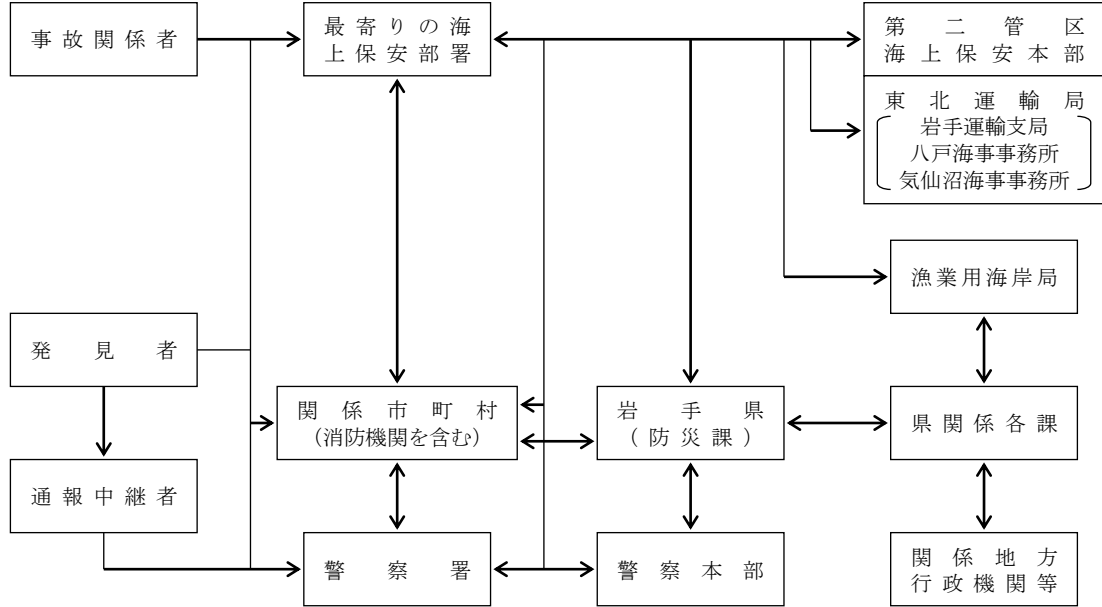 事故関係者
最寄りの海
上保安部署
第二管区
海上保安本部
東北運輸局
岩手運輸支局
八戸海事事務所
気仙沼海事事務所
漁業用海岸局
発見者
関係市町村
（消防機関を含む）
岩手県
（防災課）
県関係各課
通報中継者
警察署
警察本部
関係地方
行政機関等